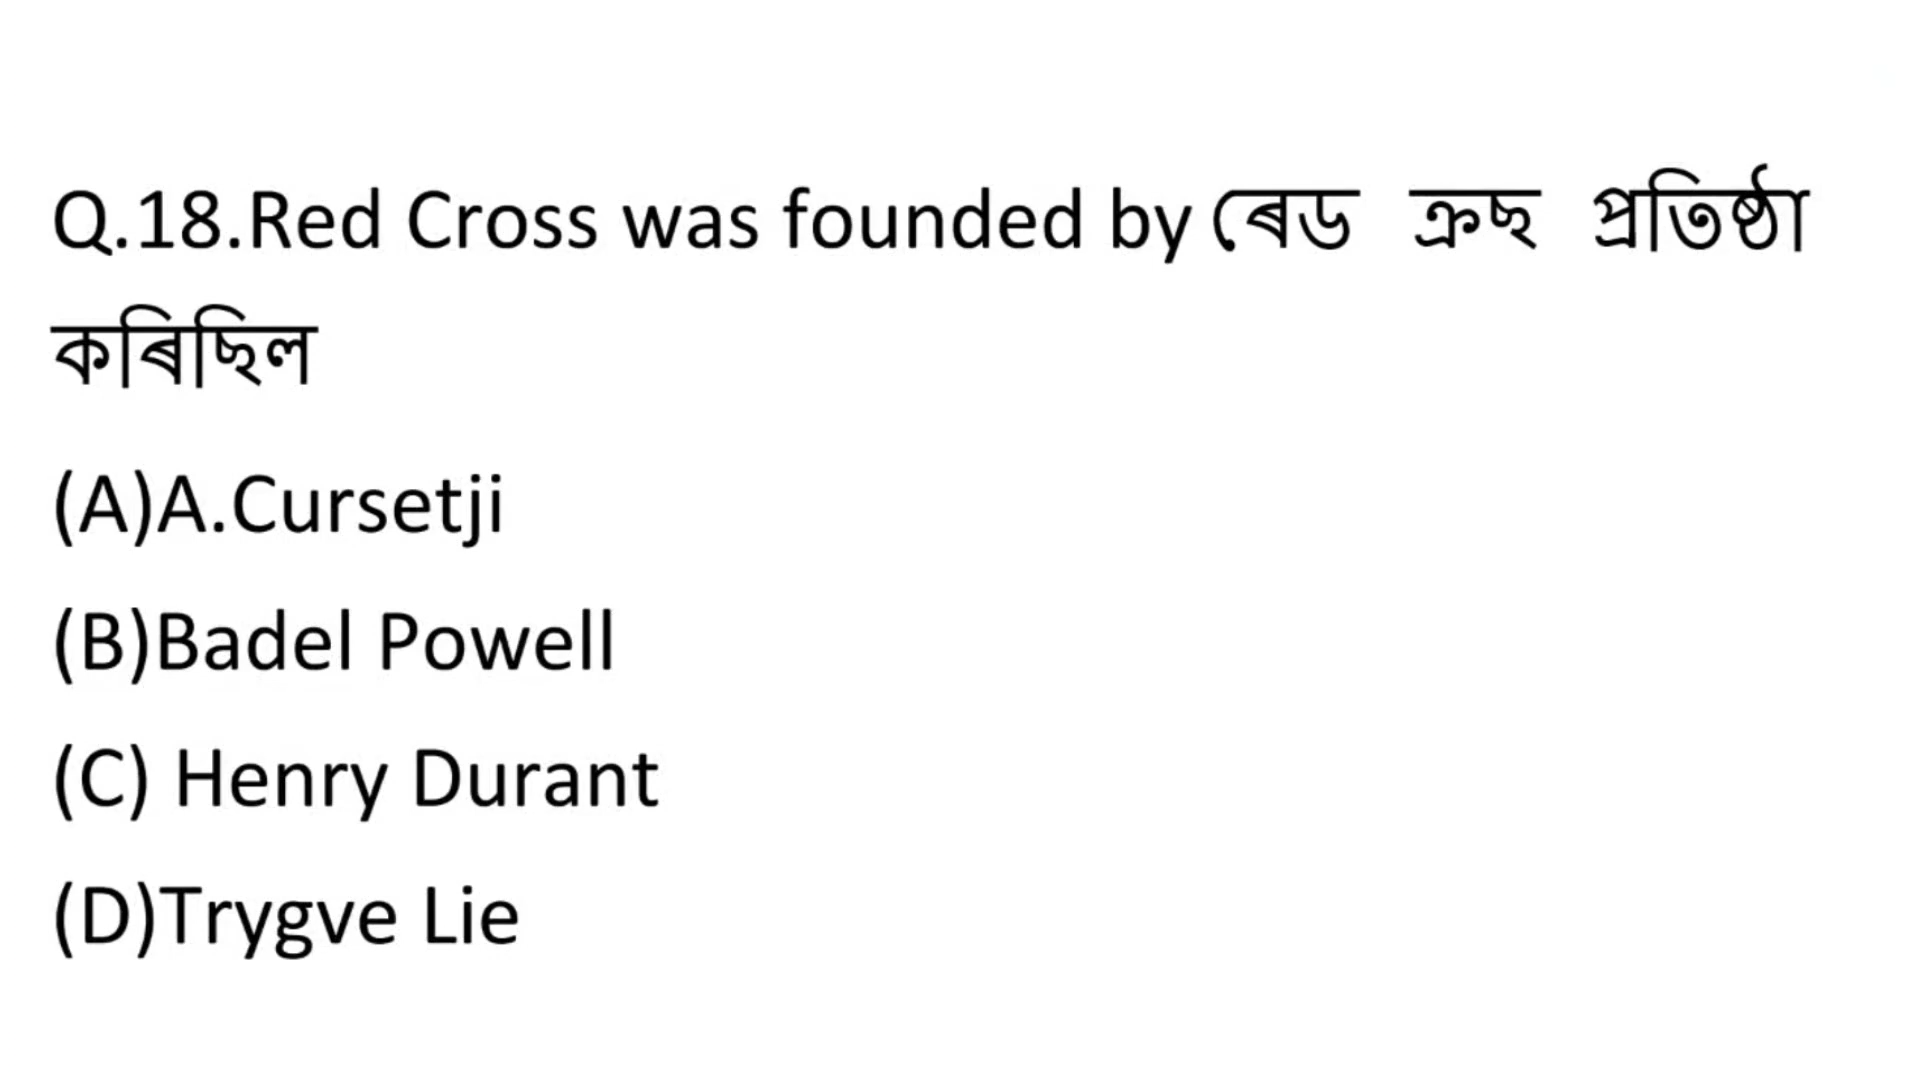 Q.18.Red Cross was founded by ৰেড ক্ৰছ প্ৰতিষ্ঠা
কৰিছিল
(A)A.Cursetji
(B)Badel Powell
(C) Henry Durant
(D)Trygve Lie